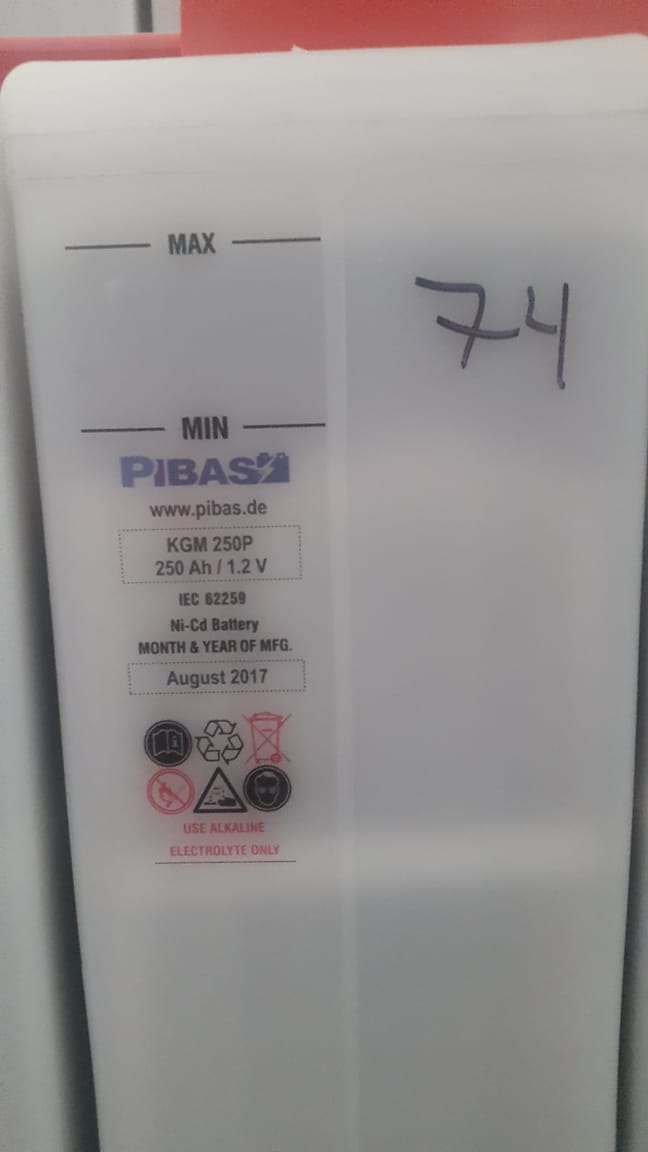 MAX
74
MIN
PIBAS
www.pibas.de
KGM 250P
250 Ah / 1.2 V
IEC 62259
Ni-Cd Battery
MONTH & YEAR OF MFG.
August 2017
USE ALKALINE
ELECTROLYTE ONLY